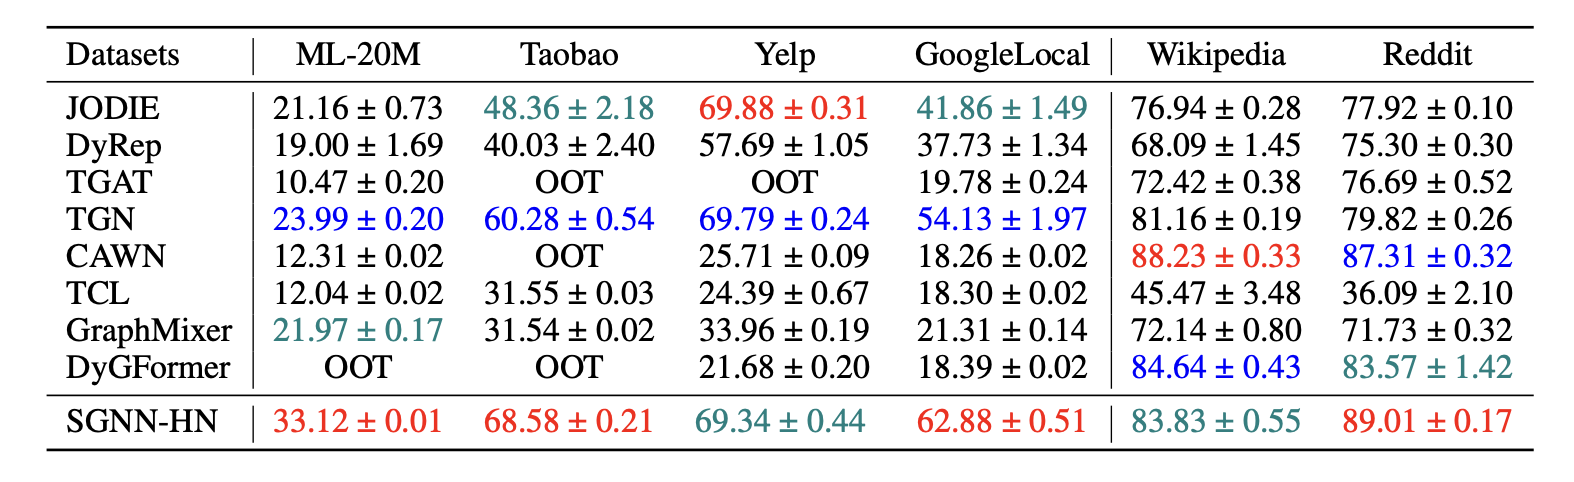 Datasets ML-20M Taobao Yelp GoogleLocal Wikipedia Reddit
JODIE 21.16 ± 0.73 48.36 ± 2.18 69.88 ± 0.31 41.86 ± 1.49 76.94 ± 0.28 77.92 ± 0.10
DyRep 19.00 ± 1.69 40.03 ± 2.40 57.69 ± 1.05 37.73 ± 1.34 68.09 ± 1.45 75.30 ± 0.30
TGAT 10.47 ± 0.20 OOT OOT 19.78 ± 0.24 72.42 ± 0.38 76.69 ± 0.52
TGN 23.99 ± 0.20 60.28 ± 0.54 69.79 ± 0.24 54.13 ± 1.97 81.16 ± 0.19 79.82 ± 0.26
CAWN 12.31 ± 0.02 OOT 25.71 ± 0.09 18.26 ± 0.02 88.23 ± 0.33 87.31 ± 0.32
TCL 12.04 ± 0.02 31.55 ± 0.03 24.39 ± 0.67 18.30 ± 0.02 45.47 ± 3.48 36.09 ± 2.10
GraphMixer 21.97 ± 0.17 31.54 ± 0.02 33.96 ± 0.19 21.31 ± 0.14 72.14 ± 0.80 71.73 ± 0.32
DyGFormer OOT OOT 21.68 ± 0.20 18.39 ± 0.02 84.64 ± 0.43 83.57 ± 1.42
SGNN-HN 33.12 ± 0.01 68.58 ± 0.21 69.34 ± 0.44 62.88 ± 0.51 83.83 ± 0.55 89.01 ± 0.17